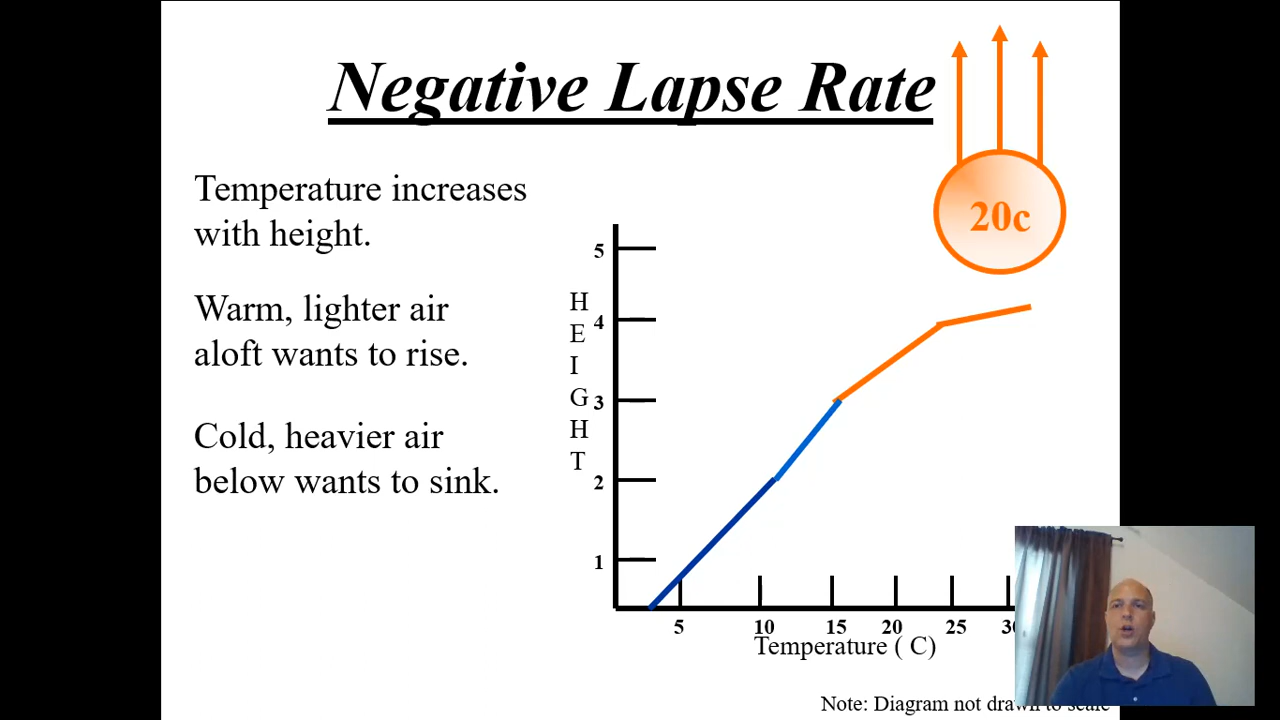 Negative Lapse Rate
20c
Temperature increases
with height.
Warm, lighter air
aloft wants to rise.
Cold, heavier air
below wants to sink.
HEIGHT
5
4
3
2
1
5 10 15 20 25
Temperature ( C)
Note: Diagram not drawn to scale